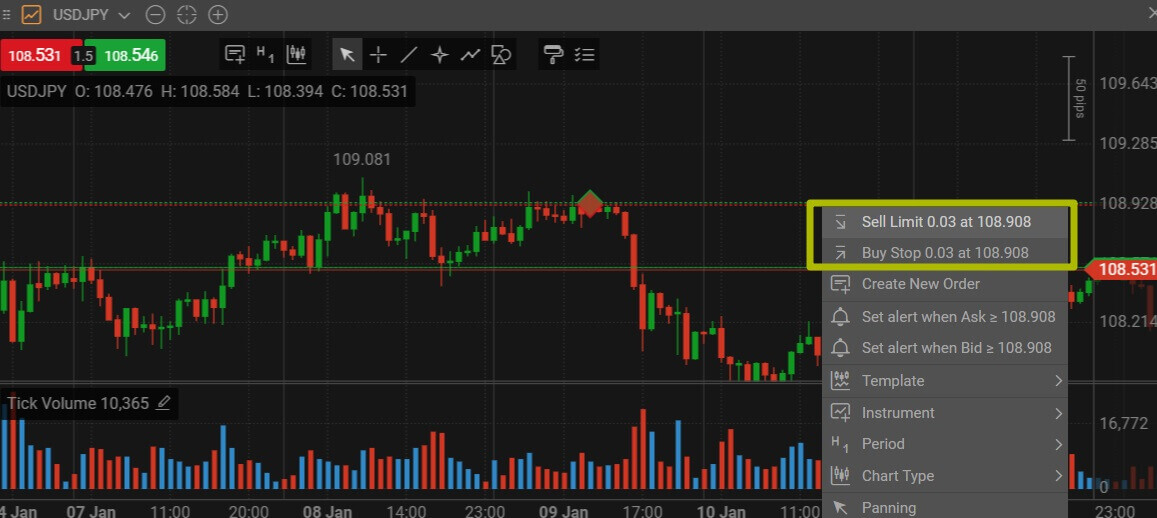 USDJPY
108.531 1.5 108.546
H1
USDJPY O: 108.476 H: 108.584 L: 108.394 C: 108.531
50 pips
109.643
109.285
109.081
108.928
Sell Limit 0.03 at 108.908
Buy Stop 0.03 at 108.908
108.531
Create New Order
Set alert when Ask ≥ 108.908
108.214
Set alert when Bid ≥ 108.908
Template
Tick Volume 10,365
Instrument
16,772
H1 Period
Chart Type
0
Panning
4 Jan 07 Jan 11:00 20:00 08 Jan 14:00 23:00 09 Jan 17:00 10 Jan 11:00 23:00